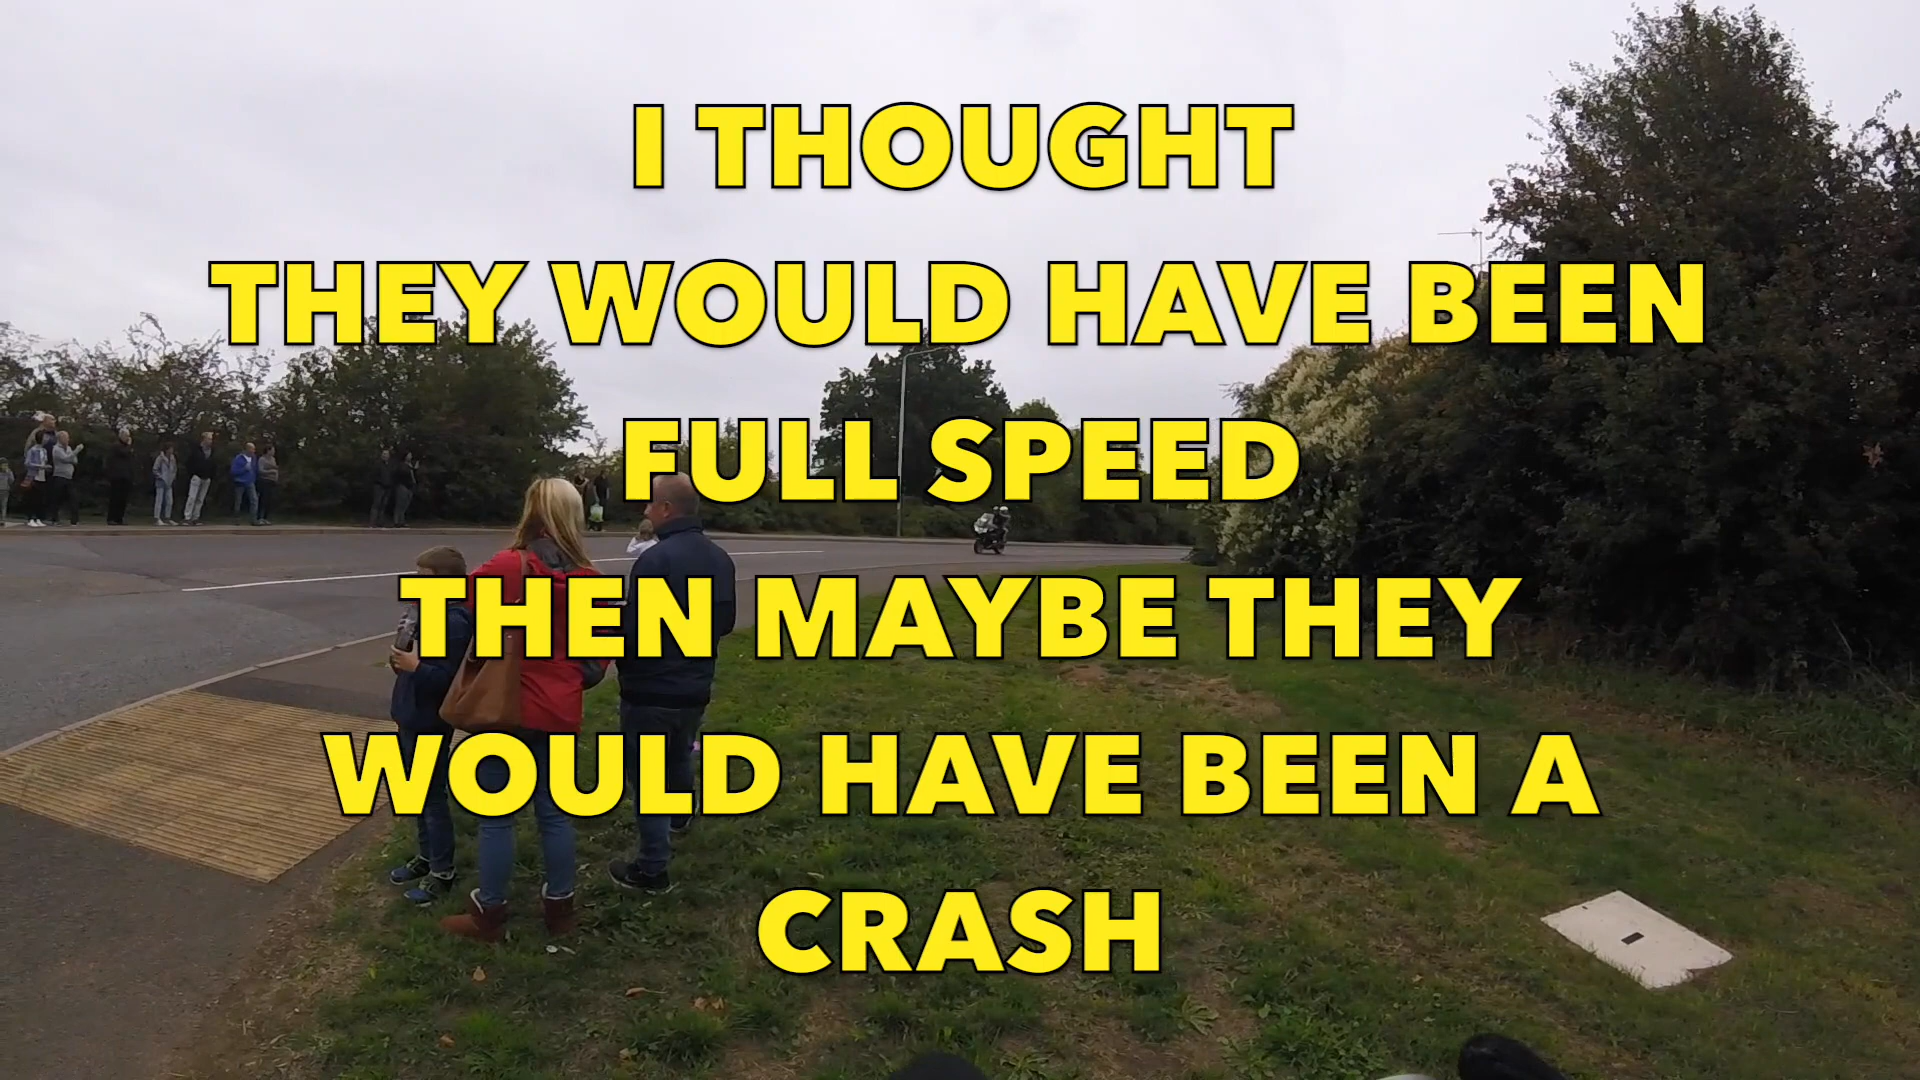 I THOUGHT
THEY WOULD HAVE BEEN
FULL SPEED
THEN MAYBE THEY
WOULD HAVE BEEN A
CRASH